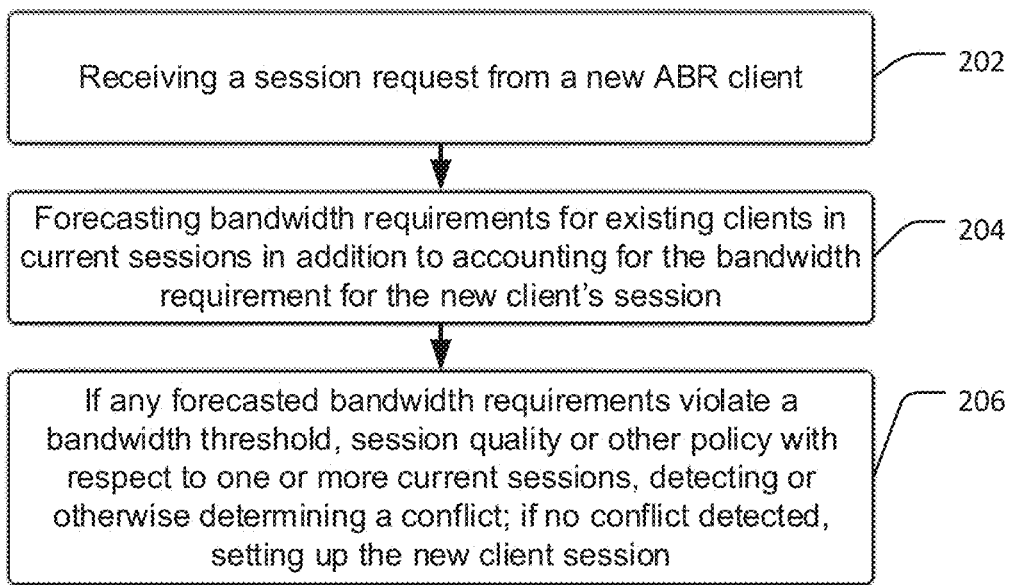 Receiving a session request from a new ABR client
202
Forecasting bandwidth requirements for existing clients in
current sessions in addition to accounting for the bandwidth
requirement for the new client's session
204
If any forecasted bandwidth requirements violate a
bandwidth threshold, session quality or other policy with
respect to one or more current sessions, detecting or
otherwise determining a conflict; if no conflict detected,
setting up the new client session
206